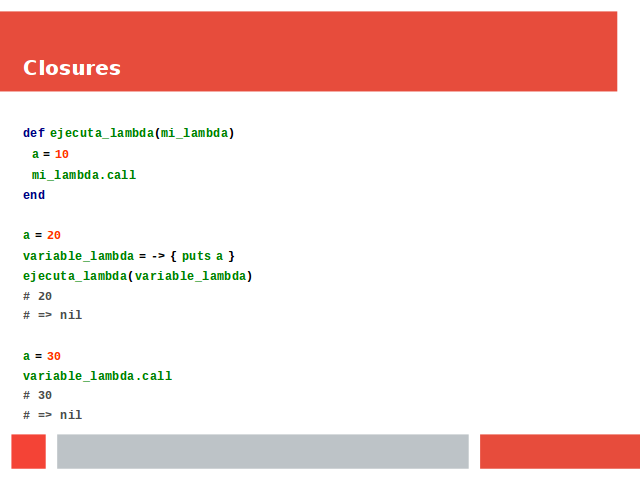 Closures
def ejecuta_lambda(mi_lambda)
a = 10
mi_lambda.call
end
a = 20
variable_lambda = -> { puts a }
ejecuta_lambda(variable_lambda)
# 20
# => nil
a = 30
variable_lambda.call
# 30
# => nil